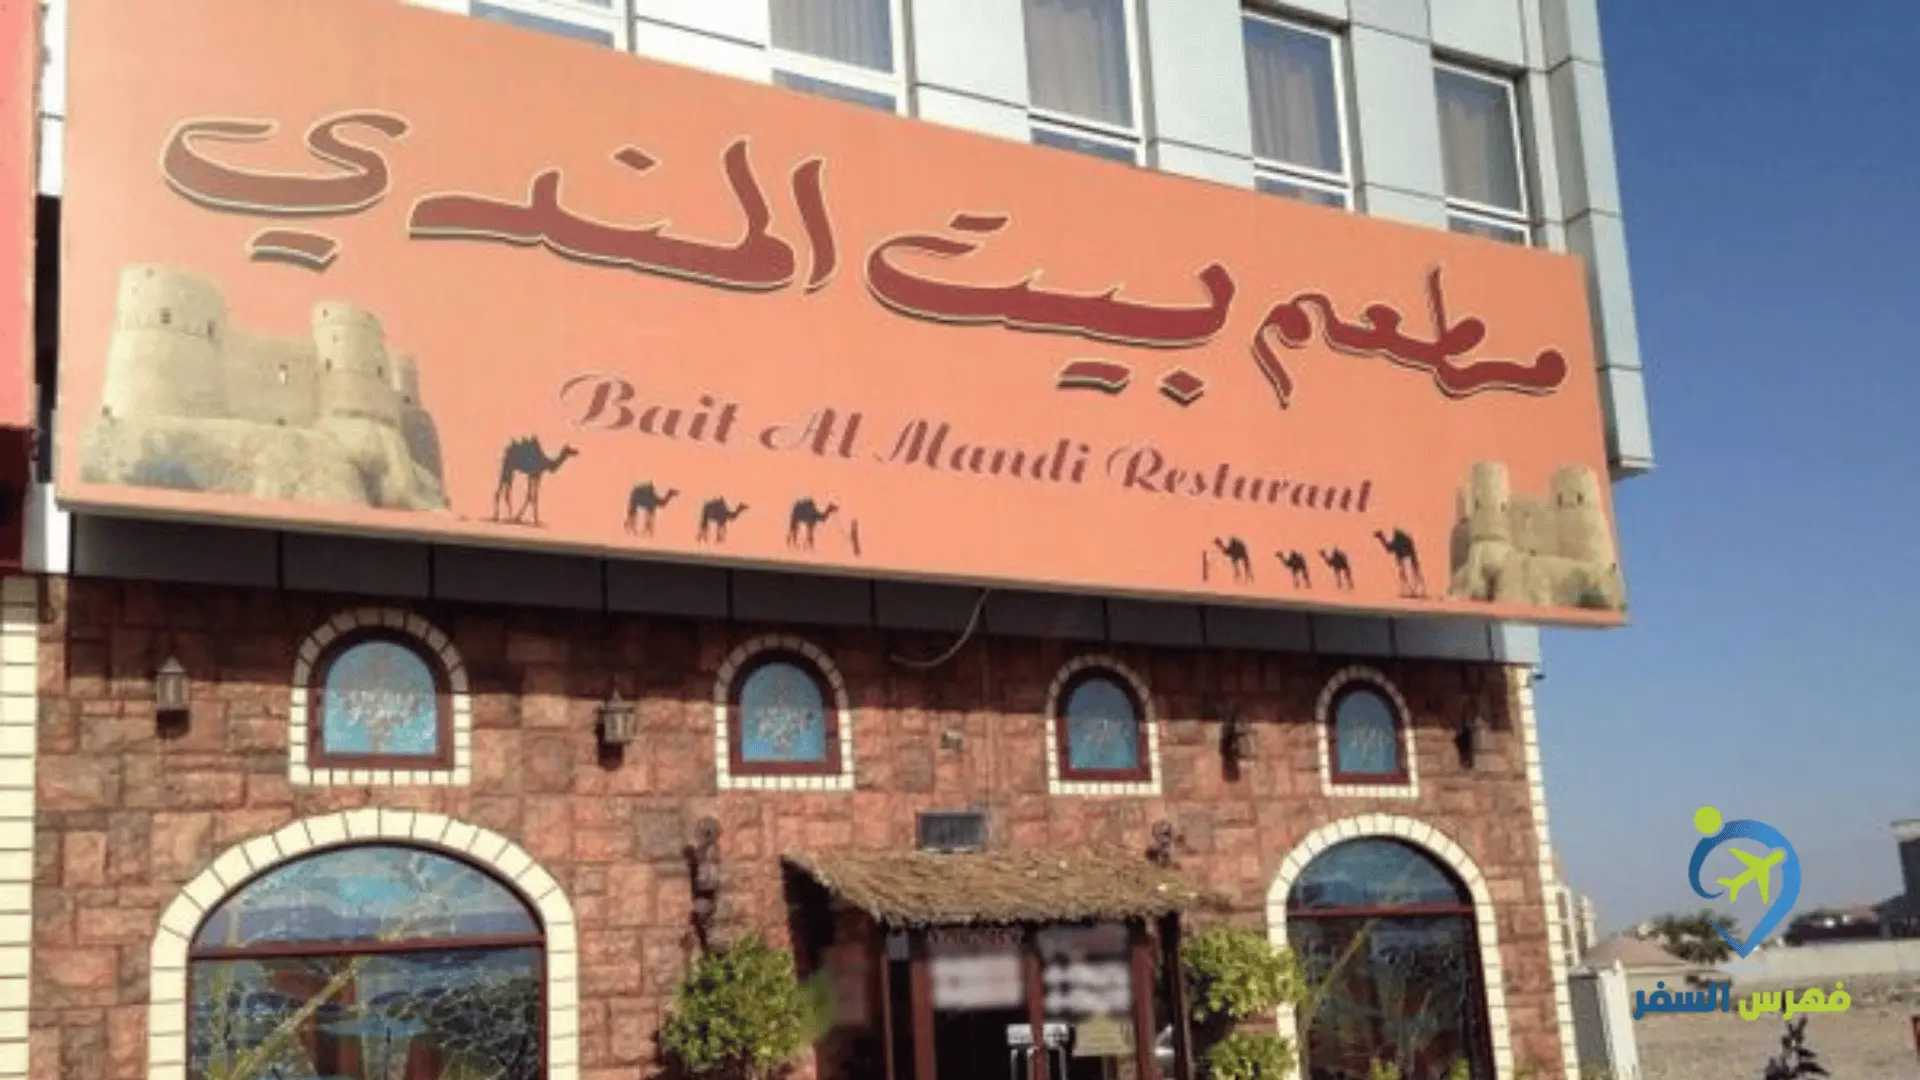 مطعم بيت المندي
Bait Al Mandi Resturant
فهرس السفر